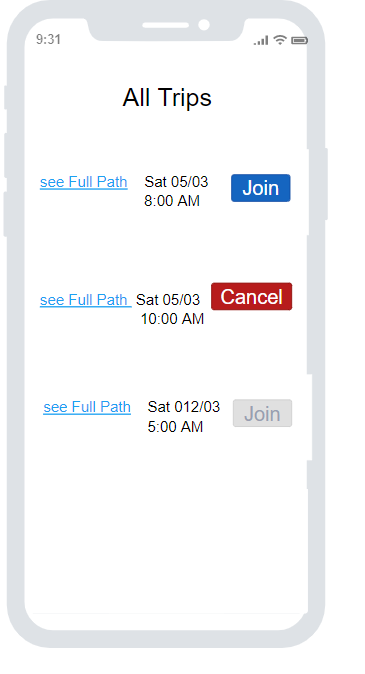 9:31
All Trips
see Full Path Sat 05/03 Join
8:00 AM
see Full Path Sat 05/03 Cancel
10:00 AM
see Full Path Sat 012/03 Join
5:00 AM